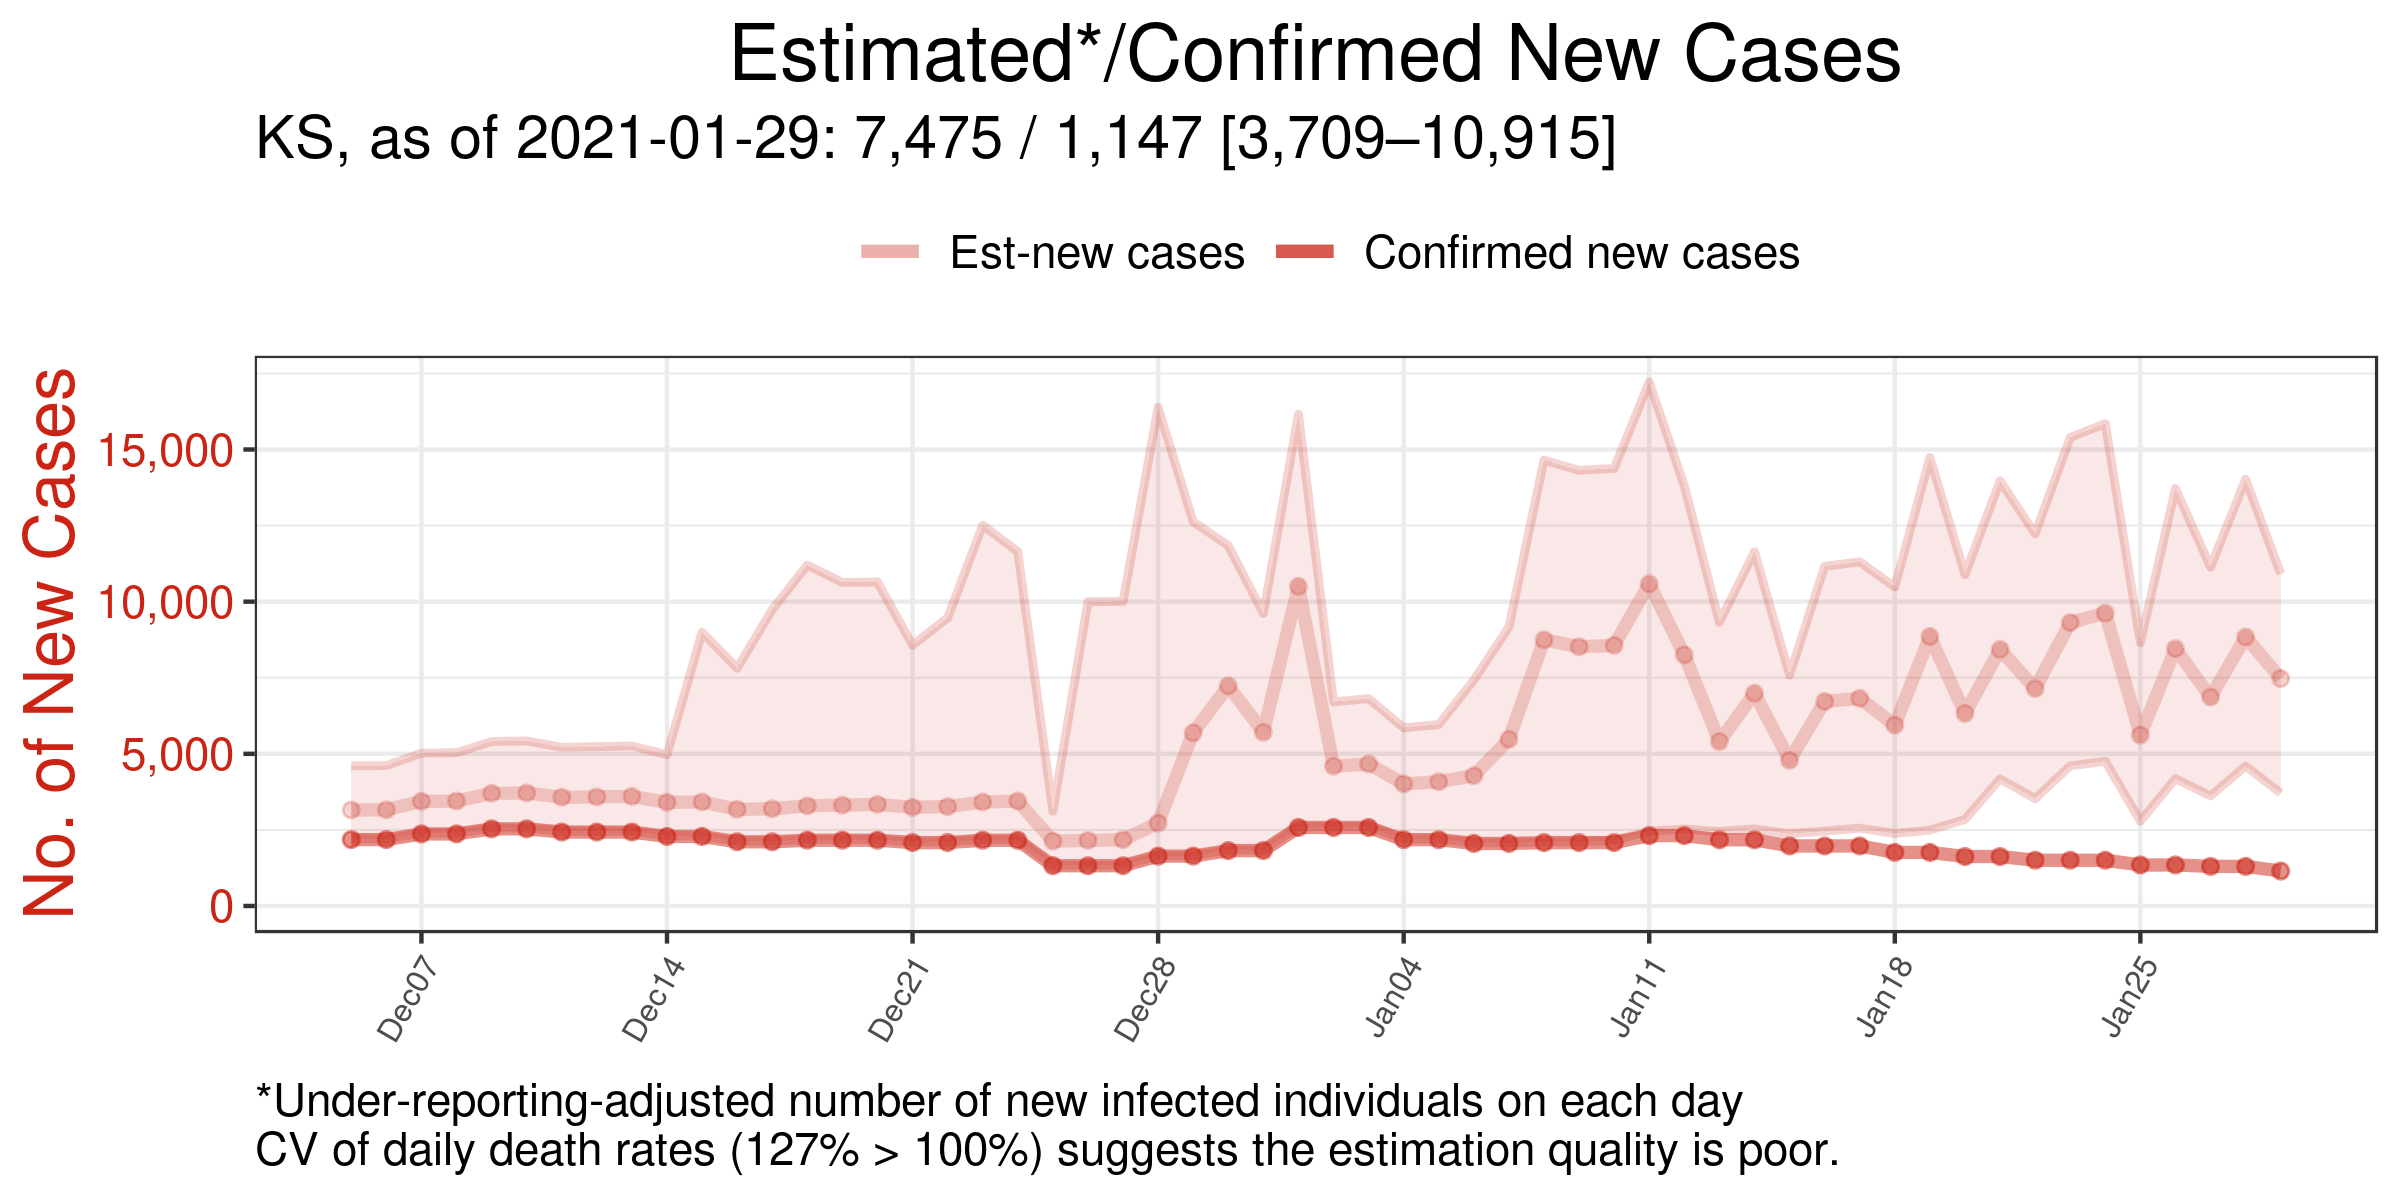 Estimated*/Confirmed New Cases
KS, as of 2021-01-29: 7,475 / 1,147 [3,709–10,915]
Est-new cases
Confirmed new cases
No. of New Cases
15,000
10,000
5,000
0
Dec07
Dec14
Dec21
Dec28
Jan04
Jan11
Jan18
Jan25
*Under-reporting-adjusted number of new infected individuals on each day
CV of daily death rates (127% > 100%) suggests the estimation quality is poor.